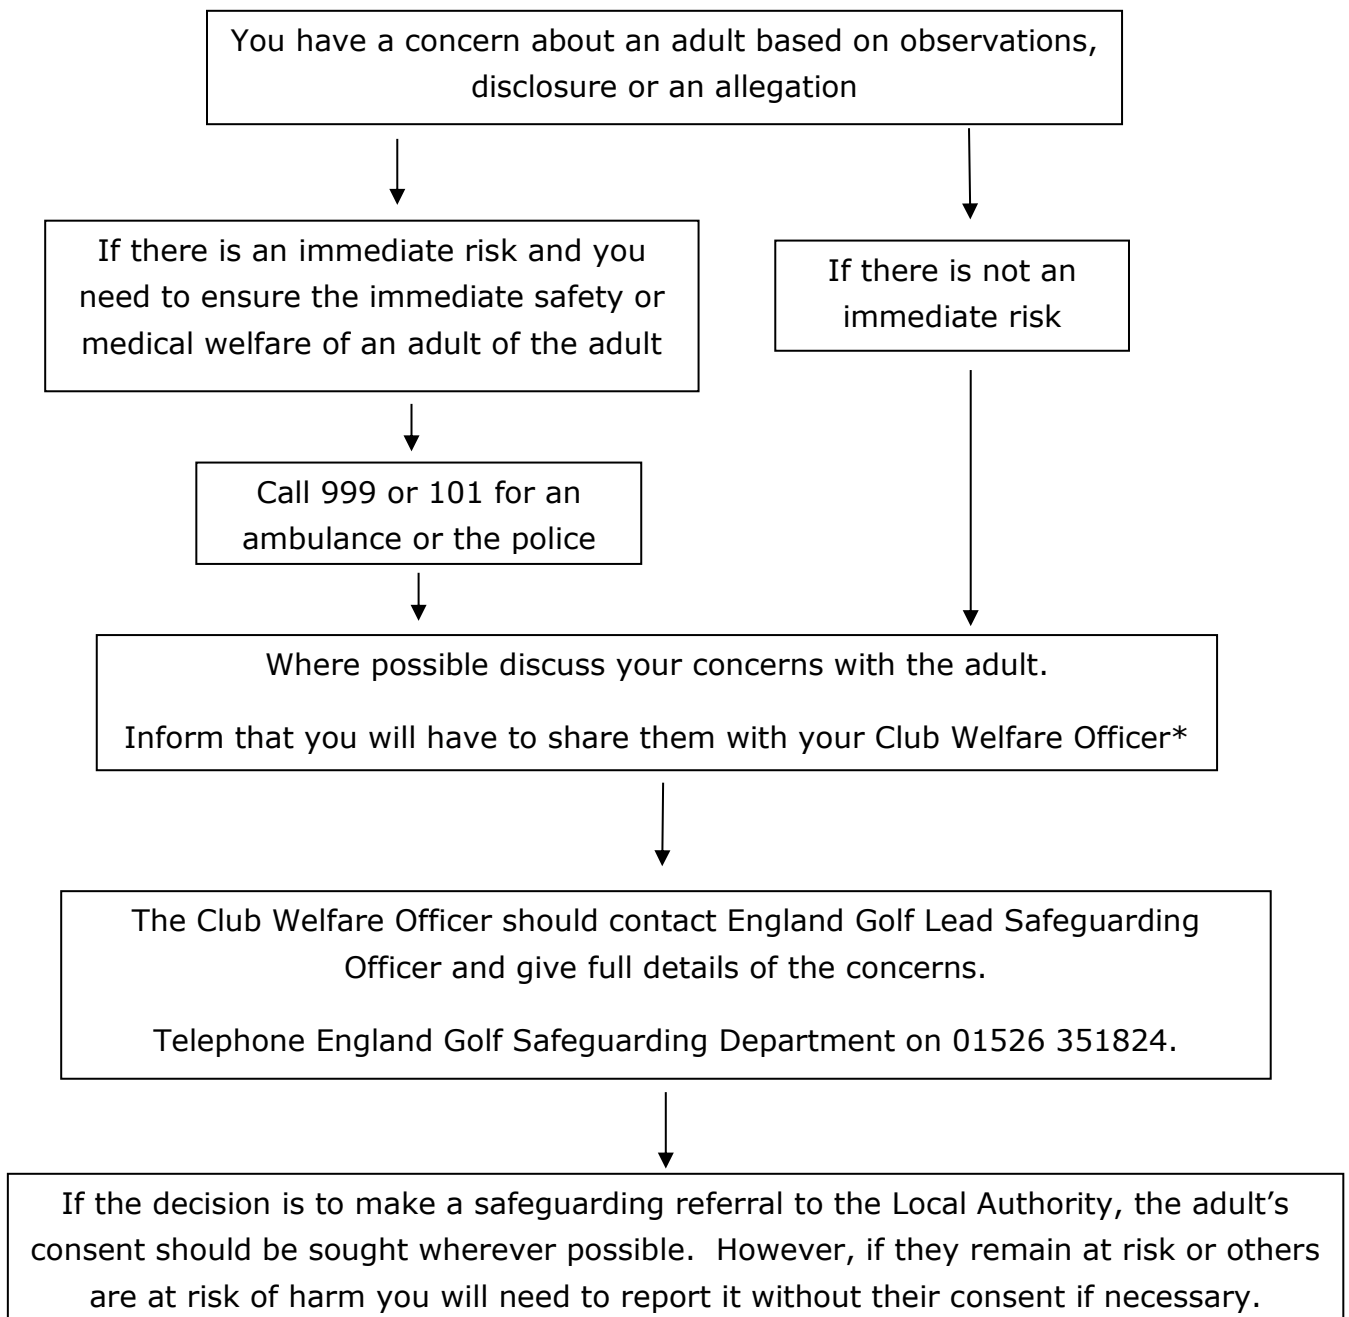 You have a concern about an adult based on observations,
disclosure or an allegation
If there is an immediate risk and you
need to ensure the immediate safety or
medical welfare of an adult of the adult
If there is not an
immediate risk
Call 999 or 101 for an
ambulance or the police
Where possible discuss your concerns with the adult.
Inform that you will have to share them with your Club Welfare Officer*
The Club Welfare Officer should contact England Golf Lead Safeguarding
Officer and give full details of the concerns.
Telephone England Golf Safeguarding Department on 01526 351824.
If the decision is to make a safeguarding referral to the Local Authority, the adult’s
consent should be sought wherever possible.  However, if they remain at risk or others
are at risk of harm you will need to report it without their consent if necessary.